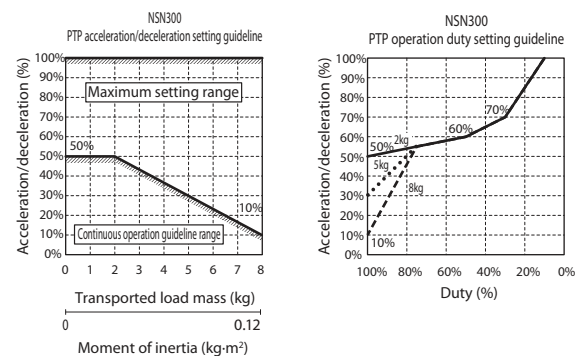 NSN300
PTP acceleration/deceleration setting guideline
Acceleration/deceleration (%)
100%
90%
80%
70%
60%
50%
40%
30%
20%
10%
0%
Maximum setting range
50%
10%
Continuous operation guideline range
0 1 2 3 4 5 6 7 8
Transported load mass (kg)
0 0.12
Moment of inertia (kg·m²)
NSN300
PTP operation duty setting guideline
Acceleration/deceleration (%)
100%
90%
80%
70%
60%
50%
40%
30%
20%
10%
0%
70%
60%
50%
2kg
5kg
8kg
10%
100% 80% 60% 40% 20% 0%
Duty (%)